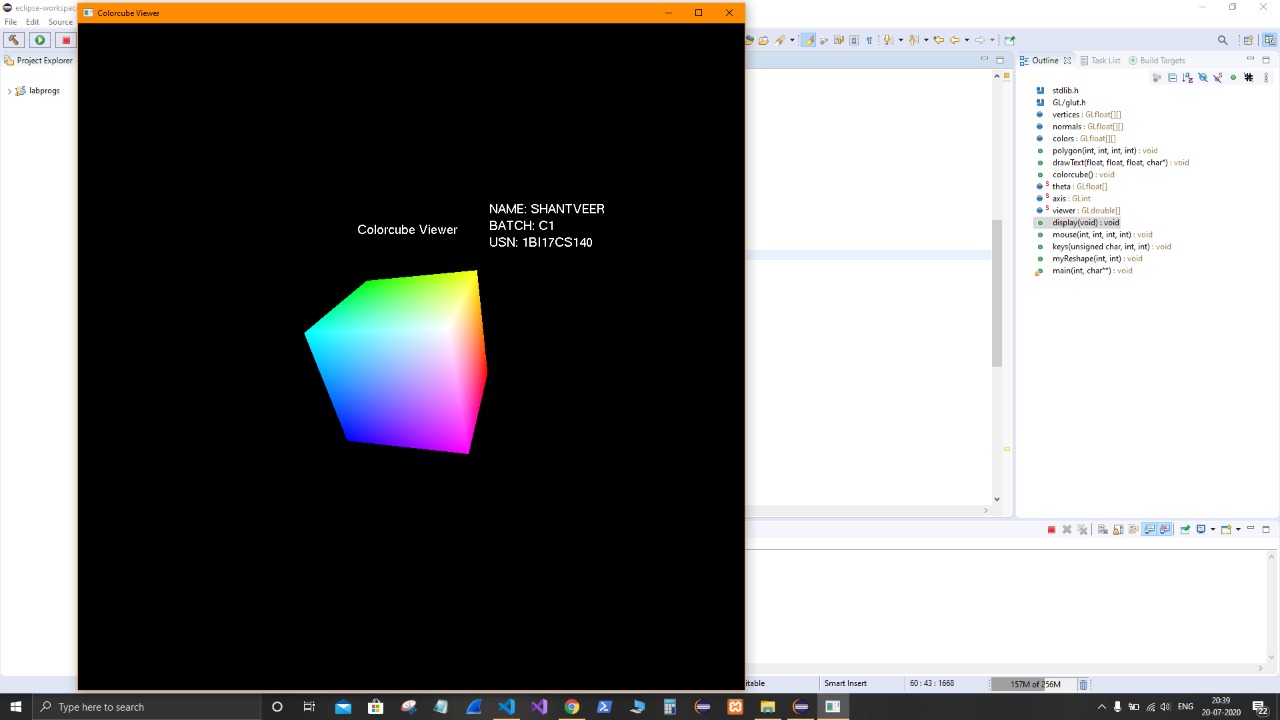 eclipse-workspac
Colorcube Viewer
File Edit Sourc
Project Explorer
labprogs
NAME: SHANTVEER
BATCH: C1
USN: 1BI17CS140
Colorcube Viewer
Outline Task List Build Targets
stdlib.h
GL/glut.h
vertices : GLfloat[][]
normals : GLfloat[][]
colors : GLfloat[][]
polygon(int, int, int, int) : void
drawText(float, float, float, char*) : void
colorcube() : void
theta : GLfloat[]
axis : GLint
viewer : GLdouble[]
display(void) : void
mouse(int, int, int, int) : void
keys(unsigned char, int, int) : void
myReshape(int, int) : void
main(int, char**) : void
itable Smart Insert 60 : 43 : 1668 157M of 256M
Type here to search
ENG
20:39
20-07-2020